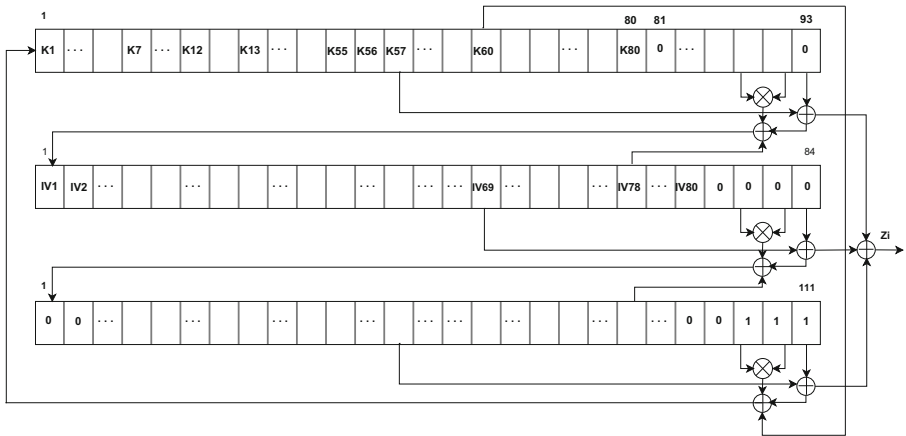 1 80 81 93
K1 ... K7 ... K12 K13 ... K55 K56 K57 ... K60 ... K80 0 ... 0
1 84
IV1 IV2 ... ... ... ... IV69 ... ... IV78 ... IV80 0 0 0 0
Zi
1 111
0 0 ... ... ... ... ... ... ... ... 0 0 1 1 1